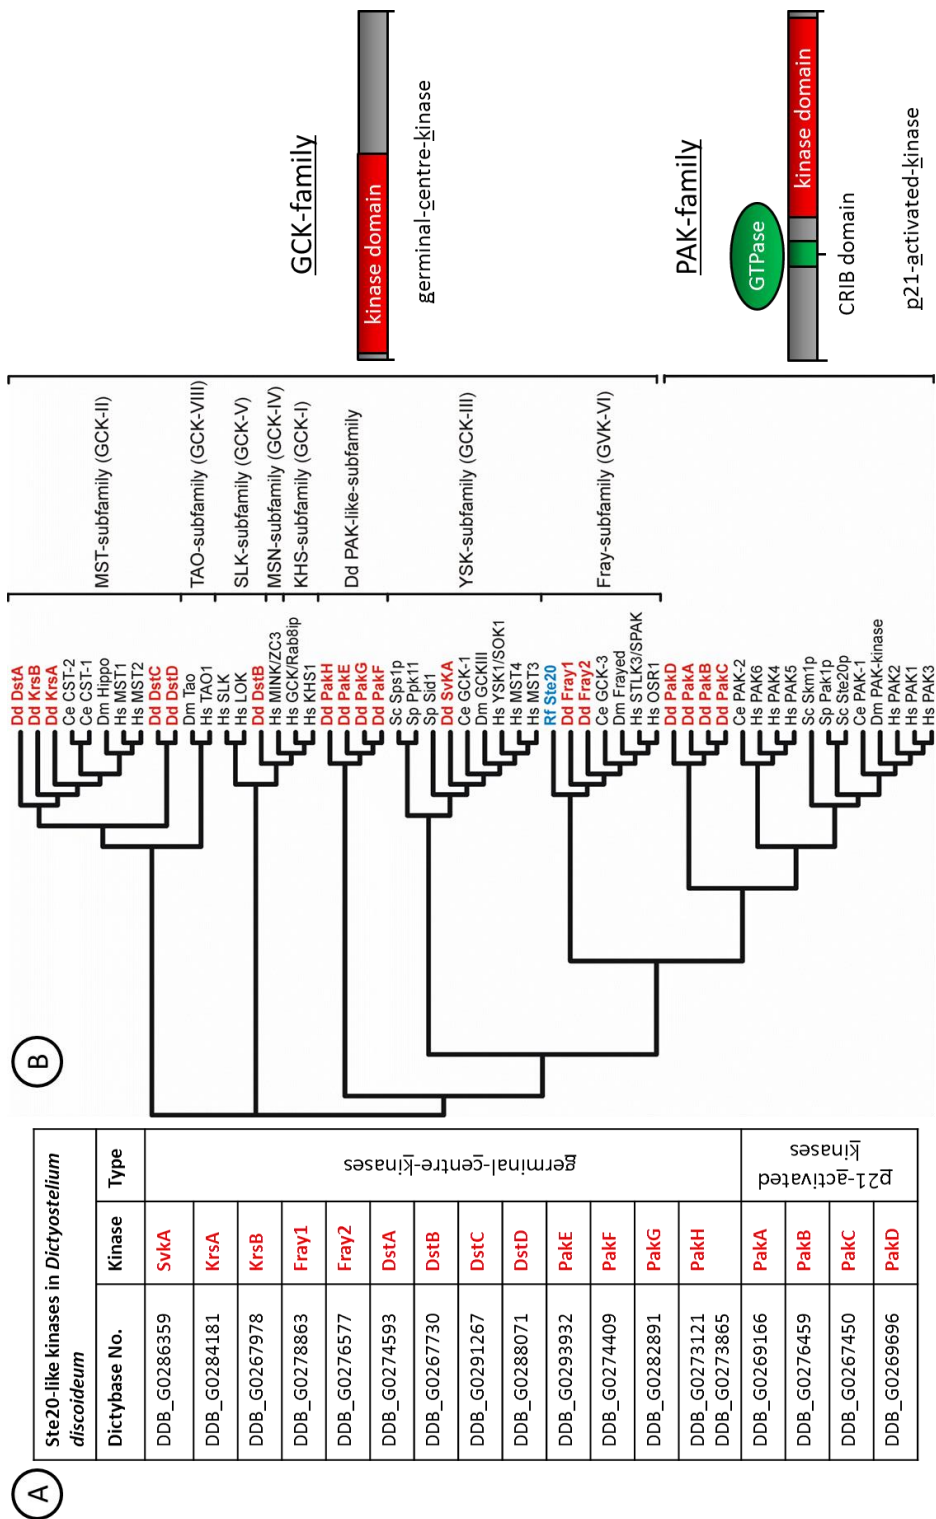 A
Ste20-like kinases in Dictyostelium
discoideum
Dictybase No. Kinase Type
DDB_G0286359 SvkA
DDB_G0284181 KrsA
DDB_G0267978 KrsB
DDB_G0278863 Fray1
DDB_G0276577 Fray2
DDB_G0274593 DstA
DDB_G0267730 DstB
DDB_G0291267 DstC
DDB_G0288071 DstD
DDB_G0293932 PakE
DDB_G0274409 PakF
DDB_G0282891 PakG
DDB_G0273121 PakH
DDB_G0273865
germinal-centre-kinases
DDB_G0269166 PakA
DDB_G0276459 PakB
DDB_G0267450 PakC
DDB_G0269696 PakD
p21-activated
kinases
B
Dd DstA
Dd KrsB
Dd KrsA
Ce CST-2
Ce CST-1
Dm Hippo
Hs MST1
Hs MST2
Dd DstC
Dd DstD
Dm Tao
Hs TAO1
Hs SLK
Hs LOK
Dd DstB
Hs MINK/ZC3
Hs GCK/Rab8ip
Hs KHS1
Dd PakH
Dd PakE
Dd PakG
Dd PakF
Sc Sps1p
Sp Ppk11
Sp Sid1
Dd SvKA
Ce GCK-1
Dm GCKIII
Hs YSK1/SOK1
Hs MST4
Hs MST3
Rf Ste20
Dd Fray1
Dd Fray2
Ce GCK-3
Dm Frayed
Hs STLK3/SPAK
Hs OSR1
Dd PakD
Dd PakA
Dd PakB
Dd PakC
Ce PAK-2
Hs PAK6
Hs PAK4
Hs PAK5
Sc Skm1p
Sp Pak1p
Sc Ste20p
Ce PAK-1
Dm PAK-kinase
Hs PAK2
Hs PAK1
Hs PAK3
MST-subfamily (GCK-II)
TAO-subfamily (GCK-VIII)
SLK-subfamily (GCK-V)
MSN-subfamily (GCK-IV)
KHS-subfamily (GCK-I)
Dd PAK-like-subfamily
YSK-subfamily (GCK-III)
Fray-subfamily (GVK-VI)
GCK-family
kinase domain
germinal-centre-kinase
PAK-family
GTPase
kinase domain
CRIB domain
p21-activated-kinase